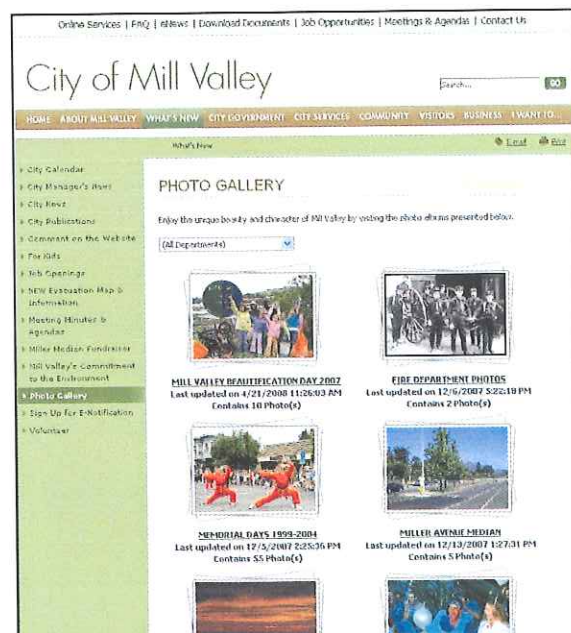 Online Services | FAQ | eNews | Download Documents | Job Opportunities | Meetings & Agendas | Contact Us
City of Mill Valley
Search...
GO
HOME ABOUT MILL VALLEY WHAT'S NEW CITY GOVERNMENT CITY SERVICES COMMUNITY VISITORS BUSINESS I WANT TO...
What's New
Email Print
City Calendar
City Manager's News
City News
City Publications
Comment on the Website
For Kids
Job Openings
NEW Evacuation Map &
Information
Meeting Minutes &
Agendas
Miller Median Fundraiser
Mill Valley's Commitment
to the Environment
Photo Gallery
Sign Up for E-Notification
Volunteer
PHOTO GALLERY
Enjoy the unique beauty and character of Mill Valley by visiting the photo albums presented below.
(All Departments)
MILL VALLEY BEAUTIFICATION DAY 2007
Last updated on 4/21/2008 11:26:03 AM
Contains 10 Photo(s)
FIRE DEPARTMENT PHOTOS
Last updated on 12/6/2007 5:22:19 PM
Contains 2 Photo(s)
MEMORIAL DAYS 1999-2004
Last updated on 12/5/2007 2:25:36 PM
Contains 55 Photo(s)
MILLER AVENUE MEDIAN
Last updated on 12/13/2007 1:27:31 PM
Contains 5 Photo(s)